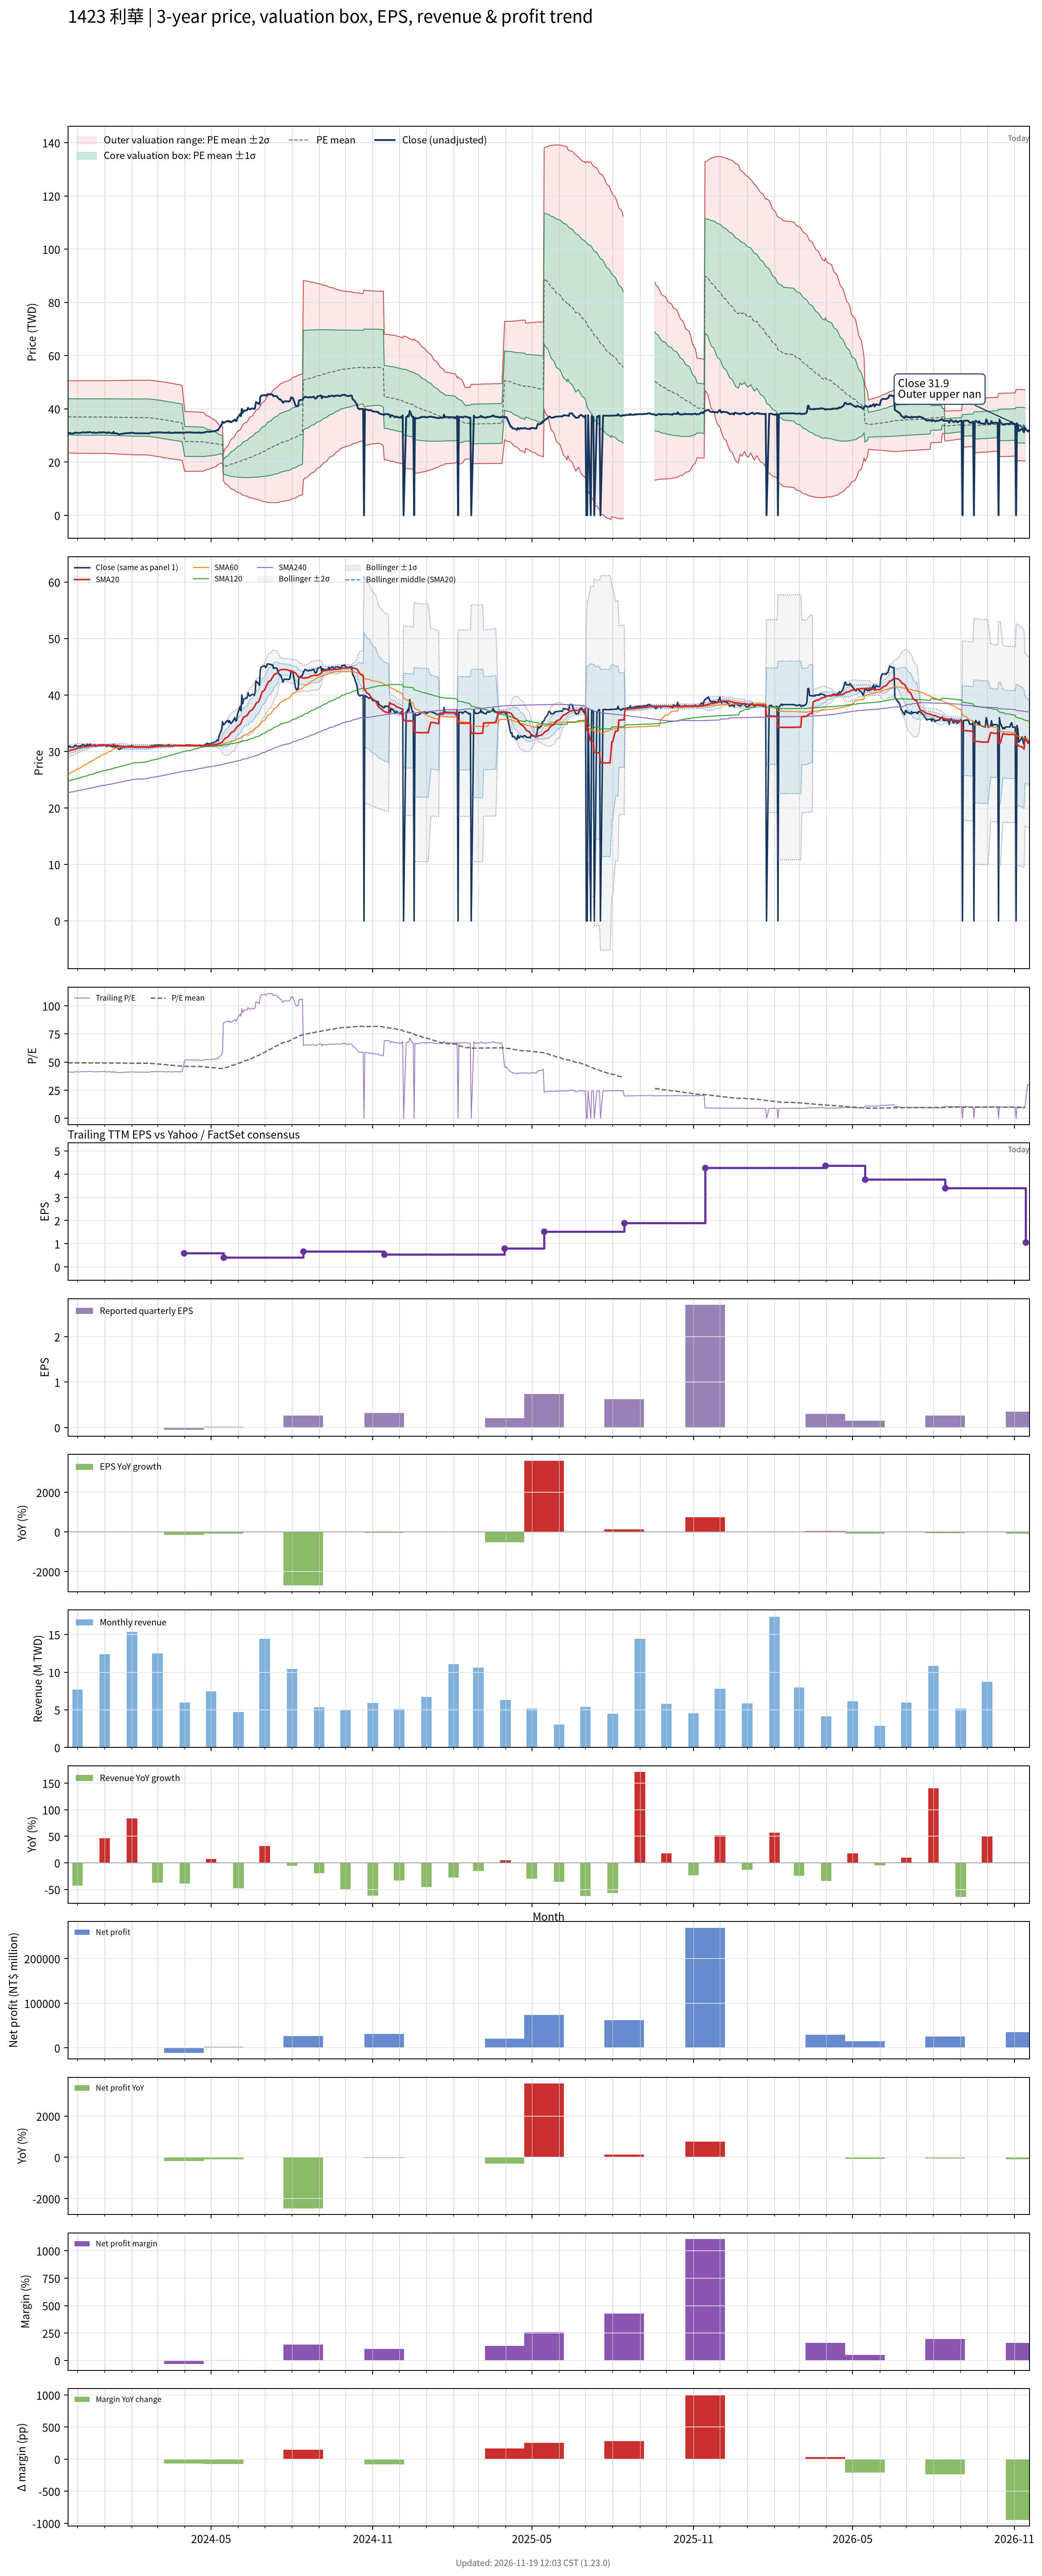 1423 利華 | 3-year price, valuation box, EPS, revenue & profit trend
Outer valuation range: PE mean ±2σ
PE mean
Close (unadjusted)
Core valuation box: PE mean ±1σ
Today
140
120
100
80
60
40
20
0
Price (TWD)
Close 31.9
Outer upper nan
Close (same as panel 1)
SMA60
SMA240
Bollinger ±1σ
SMA20
SMA120
Bollinger ±2σ
Bollinger middle (SMA20)
60
50
40
30
20
10
0
Price
Trailing P/E
P/E mean
100
75
50
25
0
P/E
Trailing TTM EPS vs Yahoo / FactSet consensus
Today
5
4
3
2
1
0
EPS
Reported quarterly EPS
2
1
0
EPS
EPS YoY growth
2000
0
-2000
YoY (%)
Monthly revenue
15
10
5
0
Revenue (M TWD)
Revenue YoY growth
150
100
50
0
-50
YoY (%)
Month
Net profit
200000
100000
0
Net profit (NT$ million)
Net profit YoY
2000
0
-2000
YoY (%)
Net profit margin
1000
750
500
250
0
Margin (%)
Margin YoY change
1000
500
0
-500
-1000
Δ margin (pp)
2024-05
2024-11
2025-05
2025-11
2026-05
2026-11
Updated: 2026-11-19 12:03 CST (1.23.0)